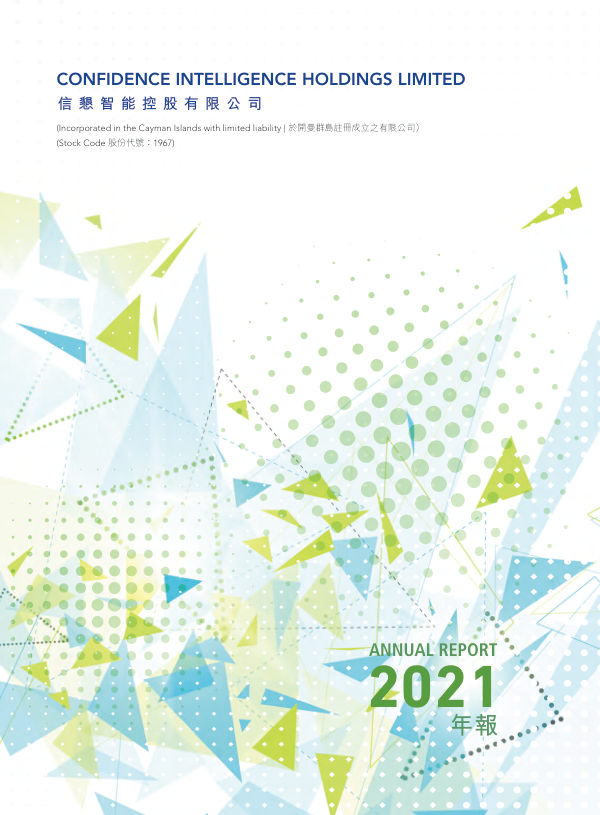 CONFIDENCE INTELLIGENCE HOLDINGS LIMITED
信懇智能控股有限公司
(Incorporated in the Cayman Islands with limited liability | 於開曼群島註冊成立之有限公司)
(Stock Code 股份代號：1967)
ANNUAL REPORT
2021
年報